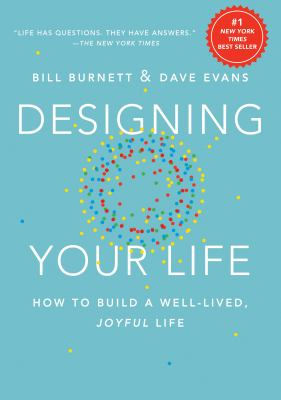 "LIFE HAS QUESTIONS. THEY HAVE ANSWERS."
—THE NEW YORK TIMES
#1
NEW YORK
TIMES
BEST SELLER
BILL BURNETT & DAVE EVANS
DESIGNING
YOUR LIFE
HOW TO BUILD A WELL-LIVED,
JOYFUL LIFE